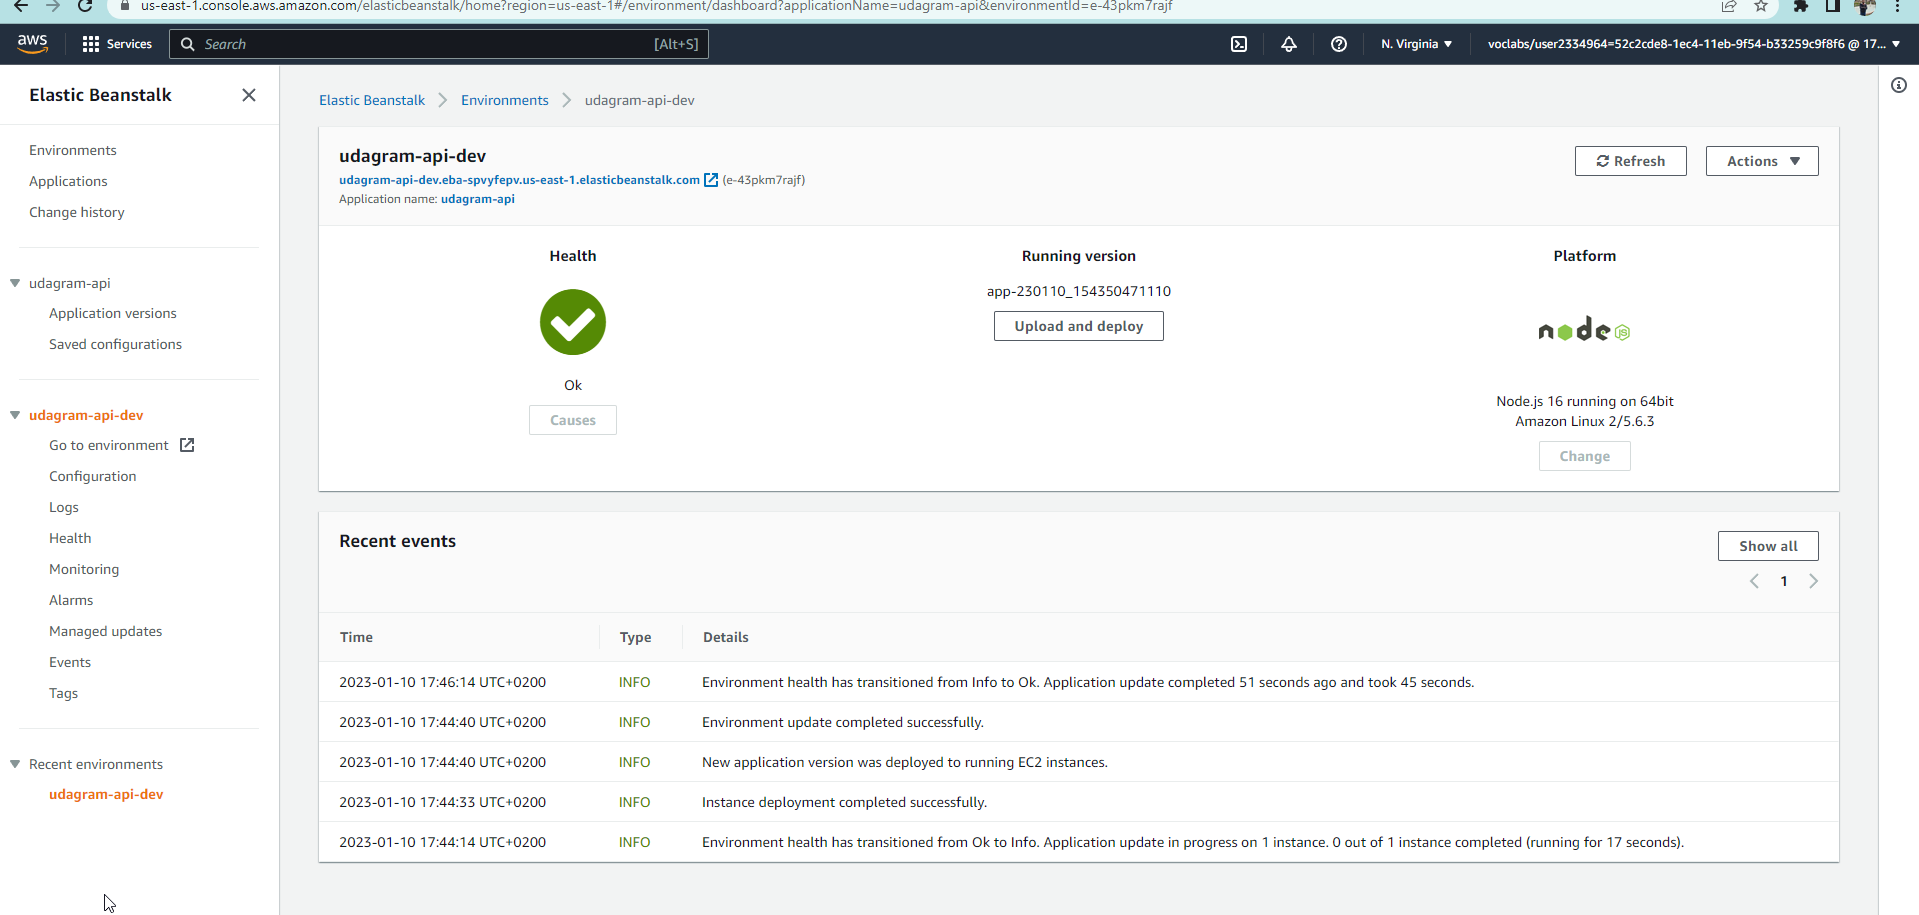 us-east-1.console.aws.amazon.com/elasticbeanstalk/home?region=us-east-1#/environment/dashboard?applicationName=udagram-api&environmentId=e-43pkm7rajf
aws
Services
Search
[Alt+S]
N. Virginia
voclabs/user2334964=52c2cde8-1ec4-11eb-9f54-b33259c9f8f6 @ 17...
Elastic Beanstalk
Environments
Applications
Change history
udagram-api
Application versions
Saved configurations
udagram-api-dev
Go to environment
Configuration
Logs
Health
Monitoring
Alarms
Managed updates
Events
Tags
Recent environments
udagram-api-dev
Elastic Beanstalk
Environments
udagram-api-dev
udagram-api-dev
udagram-api-dev.eba-spvyfepv.us-east-1.elasticbeanstalk.com (e-43pkm7rajf)
Application name: udagram-api
Refresh
Actions
Health
Ok
Causes
Running version
app-230110_154350471110
Upload and deploy
Platform
node JS
Node.js 16 running on 64bit
Amazon Linux 2/5.6.3
Change
Recent events
Show all
1
Time Type Details
2023-01-10 17:46:14 UTC+0200 INFO Environment health has transitioned from Info to Ok. Application update completed 51 seconds ago and took 45 seconds.
2023-01-10 17:44:40 UTC+0200 INFO Environment update completed successfully.
2023-01-10 17:44:40 UTC+0200 INFO New application version was deployed to running EC2 instances.
2023-01-10 17:44:33 UTC+0200 INFO Instance deployment completed successfully.
2023-01-10 17:44:14 UTC+0200 INFO Environment health has transitioned from Ok to Info. Application update in progress on 1 instance. 0 out of 1 instance completed (running for 17 seconds).